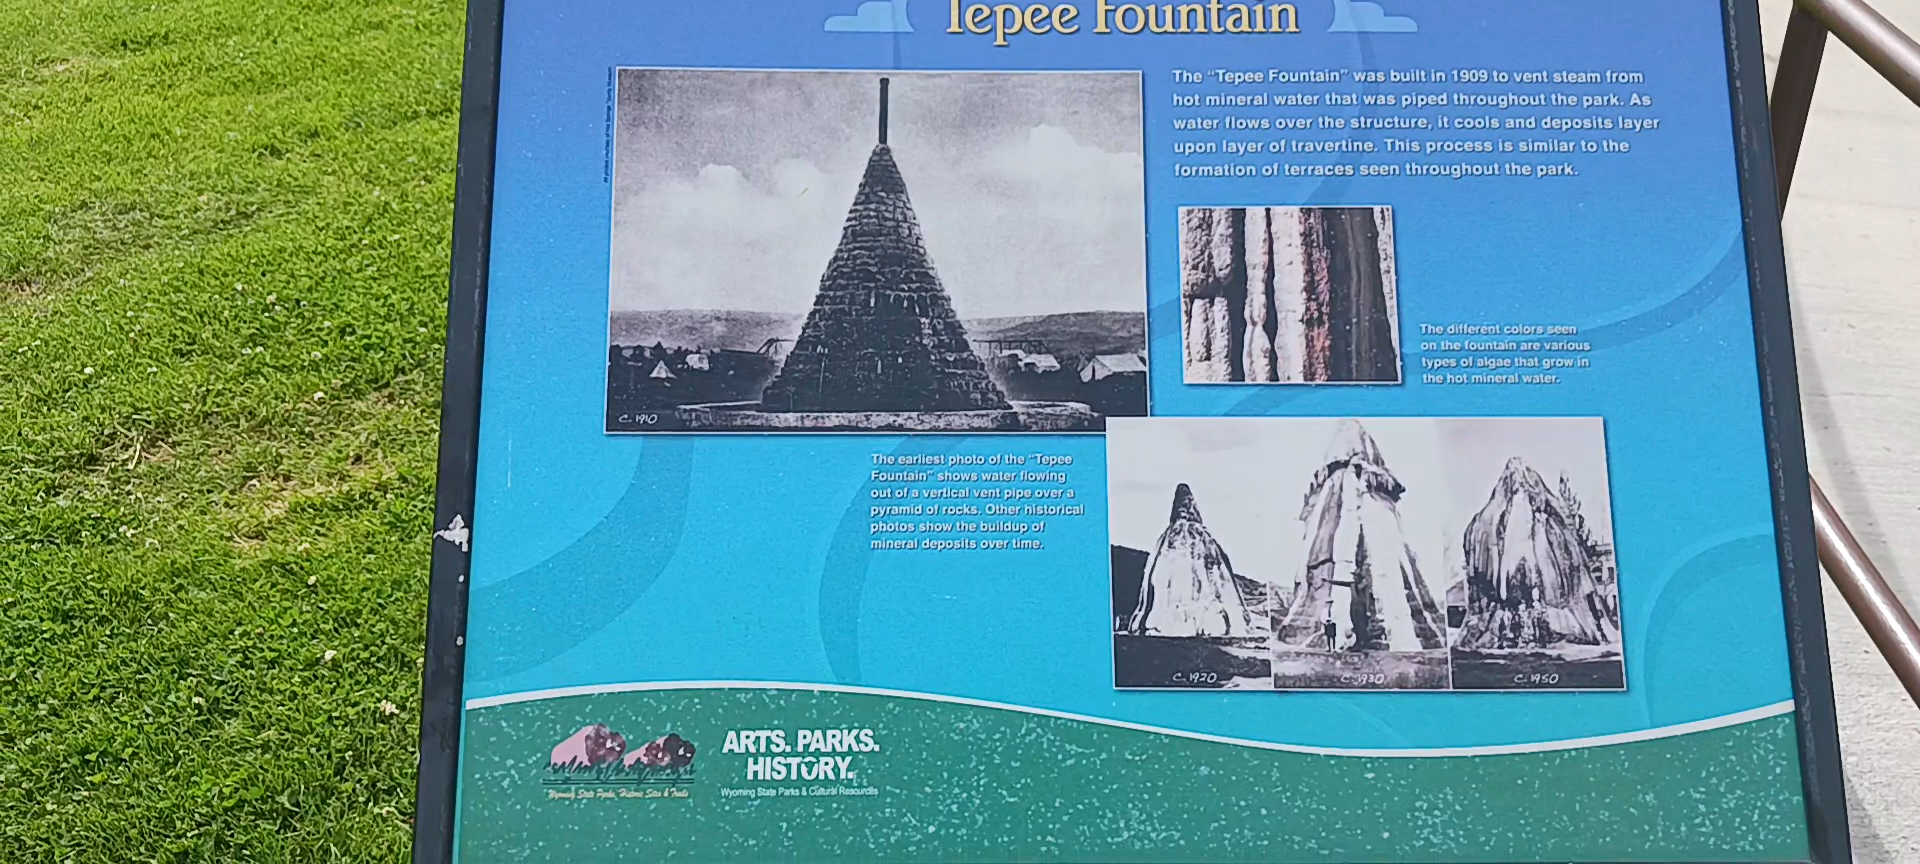 Tepee Fountain
The “Tepee Fountain” was built in 1909 to vent steam from
hot mineral water that was piped throughout the park. As
water flows over the structure, it cools and deposits layer
upon layer of travertine. This process is similar to the
formation of terraces seen throughout the park.
The different colors seen
on the fountain are various
types of algae that grow in
the hot mineral water.
C. 1910
The earliest photo of the “Tepee
Fountain” shows water flowing
out of a vertical vent pipe over a
pyramid of rocks. Other historical
photos show the buildup of
mineral deposits over time.
C. 1920
C. 1930
C. 1950
Wyoming State Parks, Historic Sites & Trails
ARTS. PARKS.
HISTORY.
Wyoming State Parks & Cultural Resources